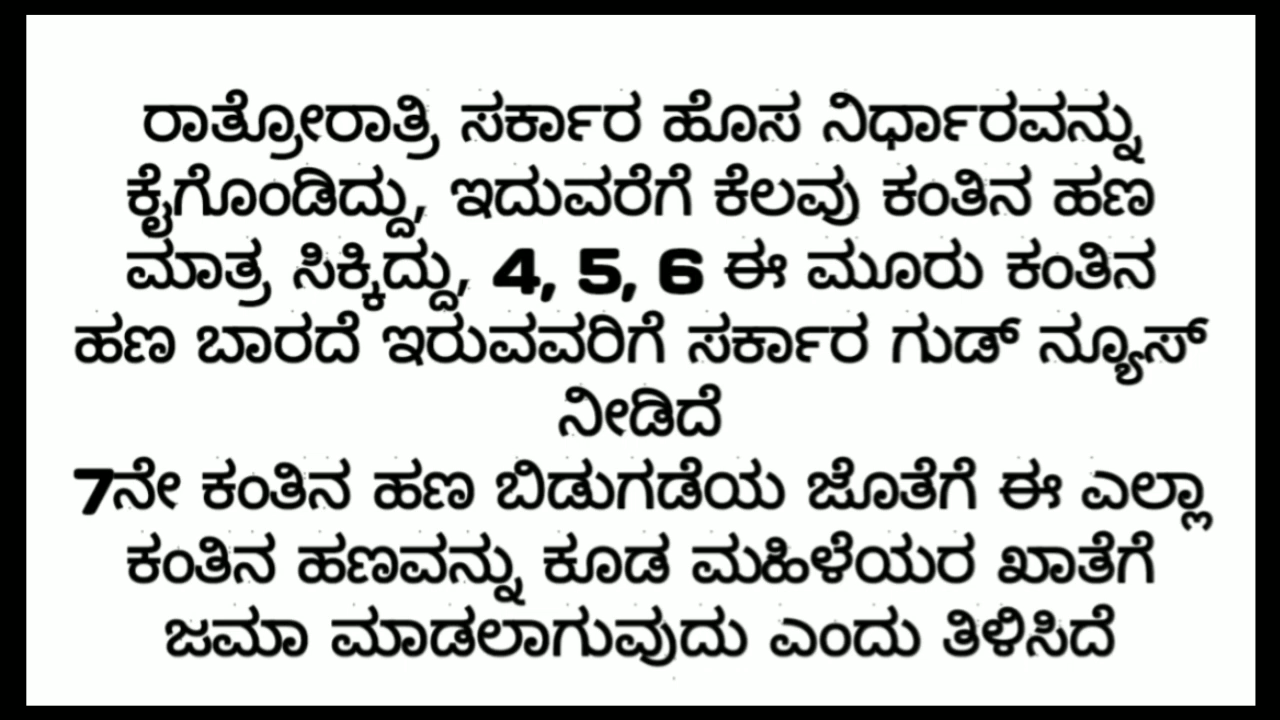 ರಾತ್ರೋರಾತ್ರಿ ಸರ್ಕಾರ ಹೊಸ ನಿರ್ಧಾರವನ್ನು
ಕೈಗೊಂಡಿದ್ದು, ಇದುವರೆಗೆ ಕೆಲವು ಕಂತಿನ ಹಣ
ಮಾತ್ರ ಸಿಕ್ಕಿದ್ದು, 4, 5, 6 ಈ ಮೂರು ಕಂತಿನ
ಹಣ ಬಾರದೆ ಇರುವವರಿಗೆ ಸರ್ಕಾರ ಗುಡ್ ನ್ಯೂಸ್
ನೀಡಿದೆ
7ನೇ ಕಂತಿನ ಹಣ ಬಿಡುಗಡೆಯ ಜೊತೆಗೆ ಈ ಎಲ್ಲಾ
ಕಂತಿನ ಹಣವನ್ನು ಕೂಡ ಮಹಿಳೆಯರ ಖಾತೆಗೆ
ಜಮಾ ಮಾಡಲಾಗುವುದು ಎಂದು ತಿಳಿಸಿದೆ